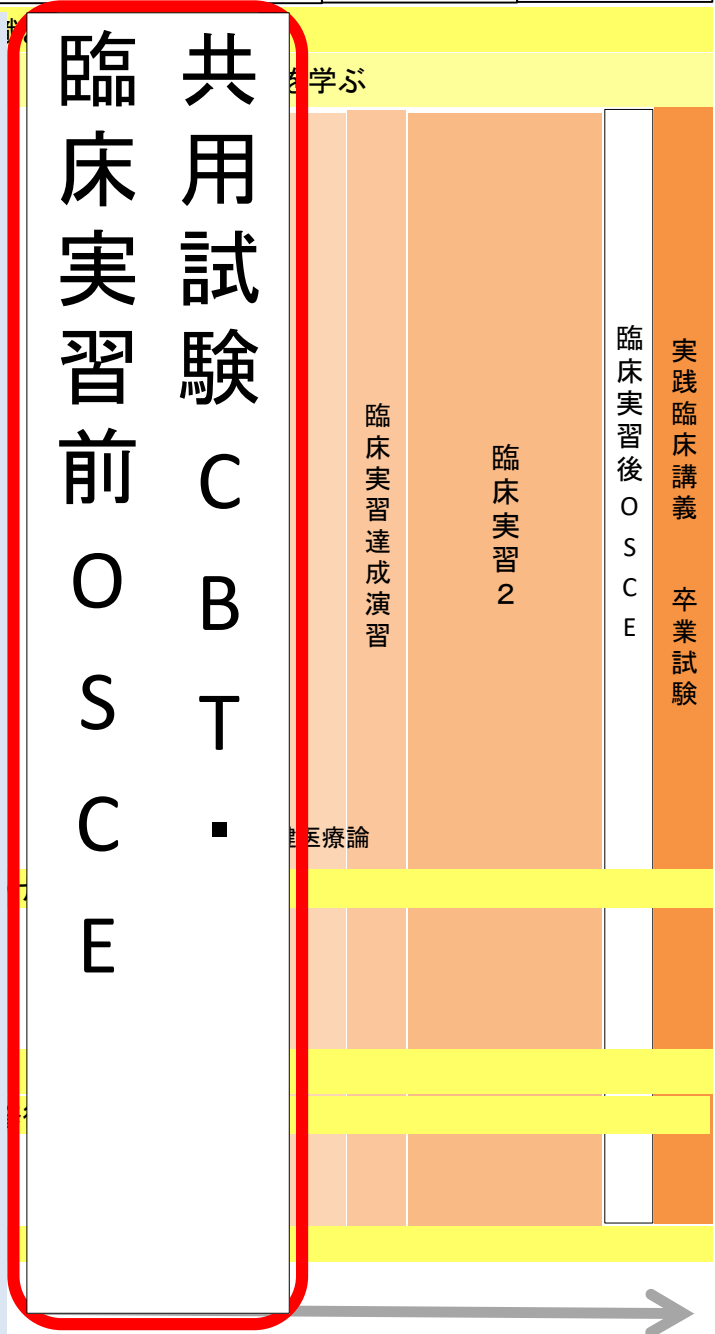 共用試験CBT・
臨床実習前OSCE
を学ぶ
臨床実習達成演習
臨床実習2
臨床実習後OSCE
実践臨床講義 卒業試験
医療論